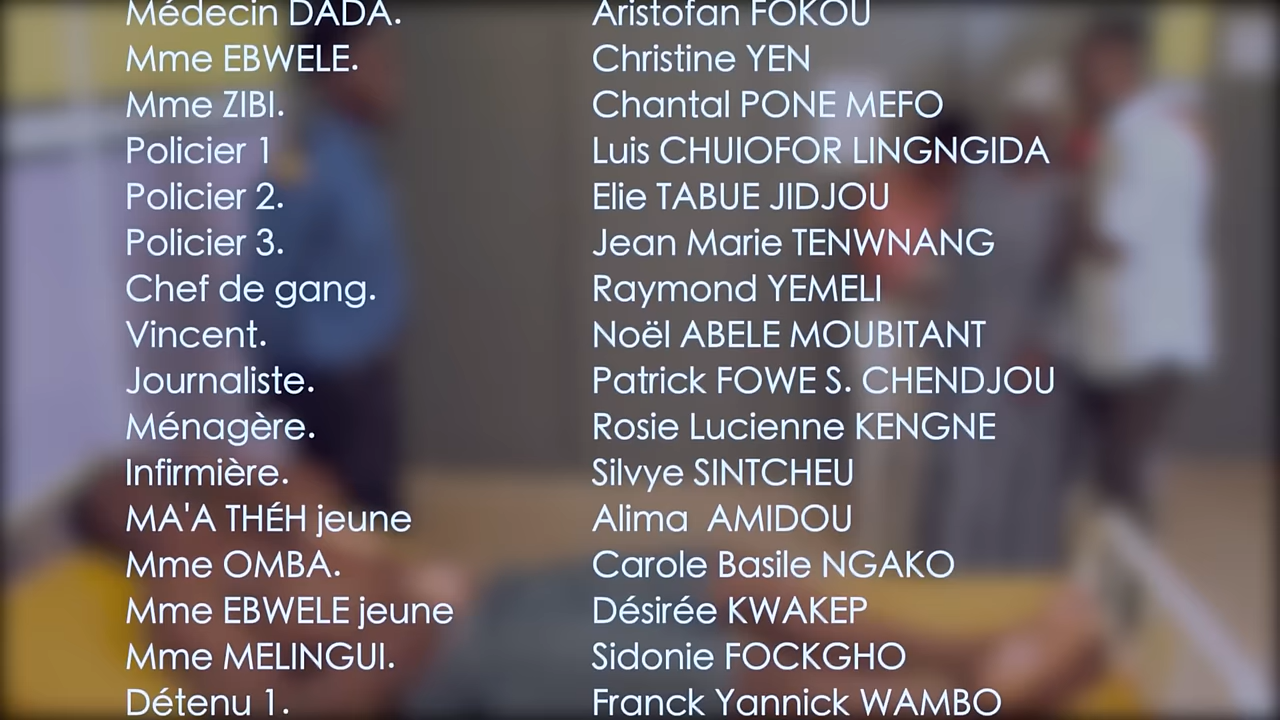 Médecin DADA. Aristofan FOKOU
Mme EBWELE. Christine YEN
Mme ZIBI. Chantal PONE MEFO
Policier 1 Luis CHUIOFOR LINGNGIDA
Policier 2. Elie TABUE JIDJOU
Policier 3. Jean Marie TENWNANG
Chef de gang. Raymond YEMELI
Vincent. Noël ABELE MOUBITANT
Journaliste. Patrick FOWE S. CHENDJOU
Ménagère. Rosie Lucienne KENGNE
Infirmière. Silvye SINTCHEU
MA'A THÉH jeune Alima AMIDOU
Mme OMBA. Carole Basile NGAKO
Mme EBWELE jeune Désirée KWAKEP
Mme MELINGUI. Sidonie FOCKGHO
Détenu 1. Franck Yannick WAMBO